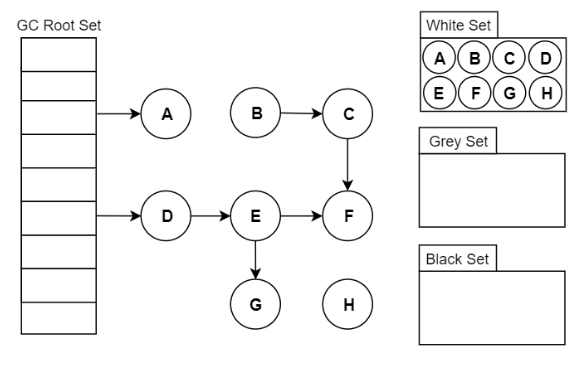 GC Root Set
White Set
A B C D
E F G H
A B C
Grey Set
D E F
Black Set
G H